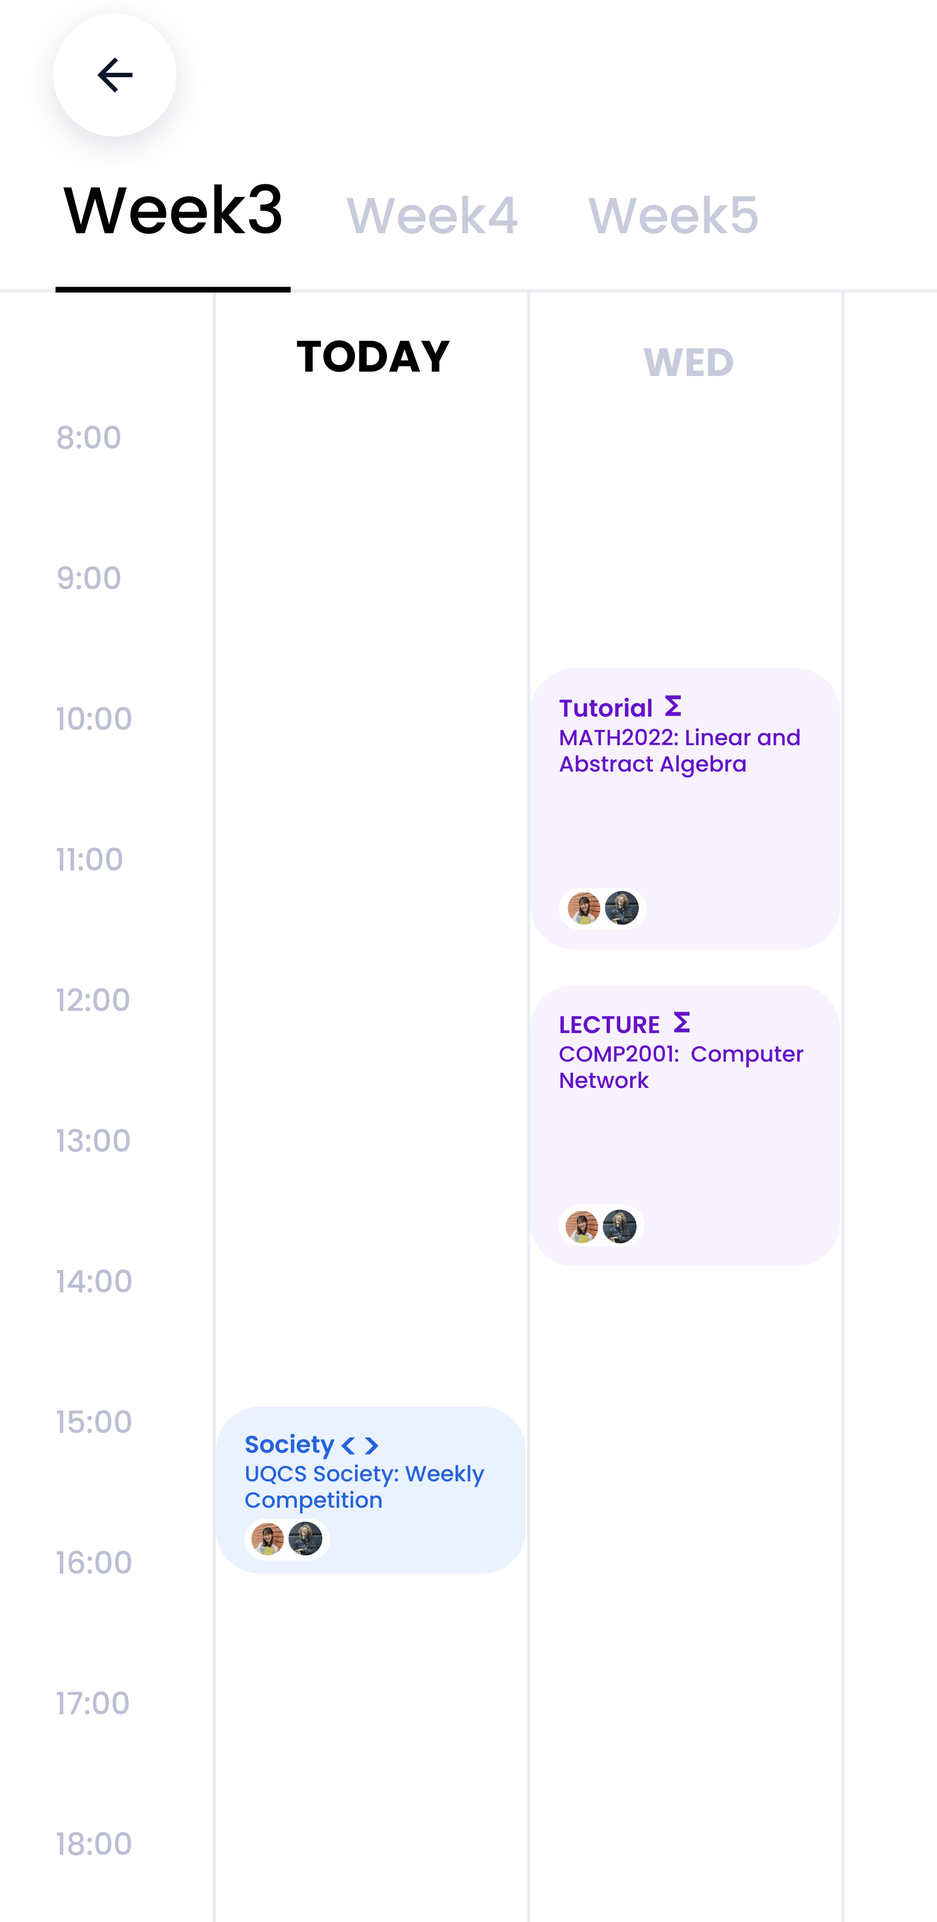 Week3 Week4 Week5
TODAY WED
8:00
9:00
10:00
Tutorial Σ
MATH2022: Linear and
Abstract Algebra
11:00
12:00
LECTURE Σ
COMP2001:  Computer
Network
13:00
14:00
15:00
Society < >
UQCS Society: Weekly
Competition
16:00
17:00
18:00